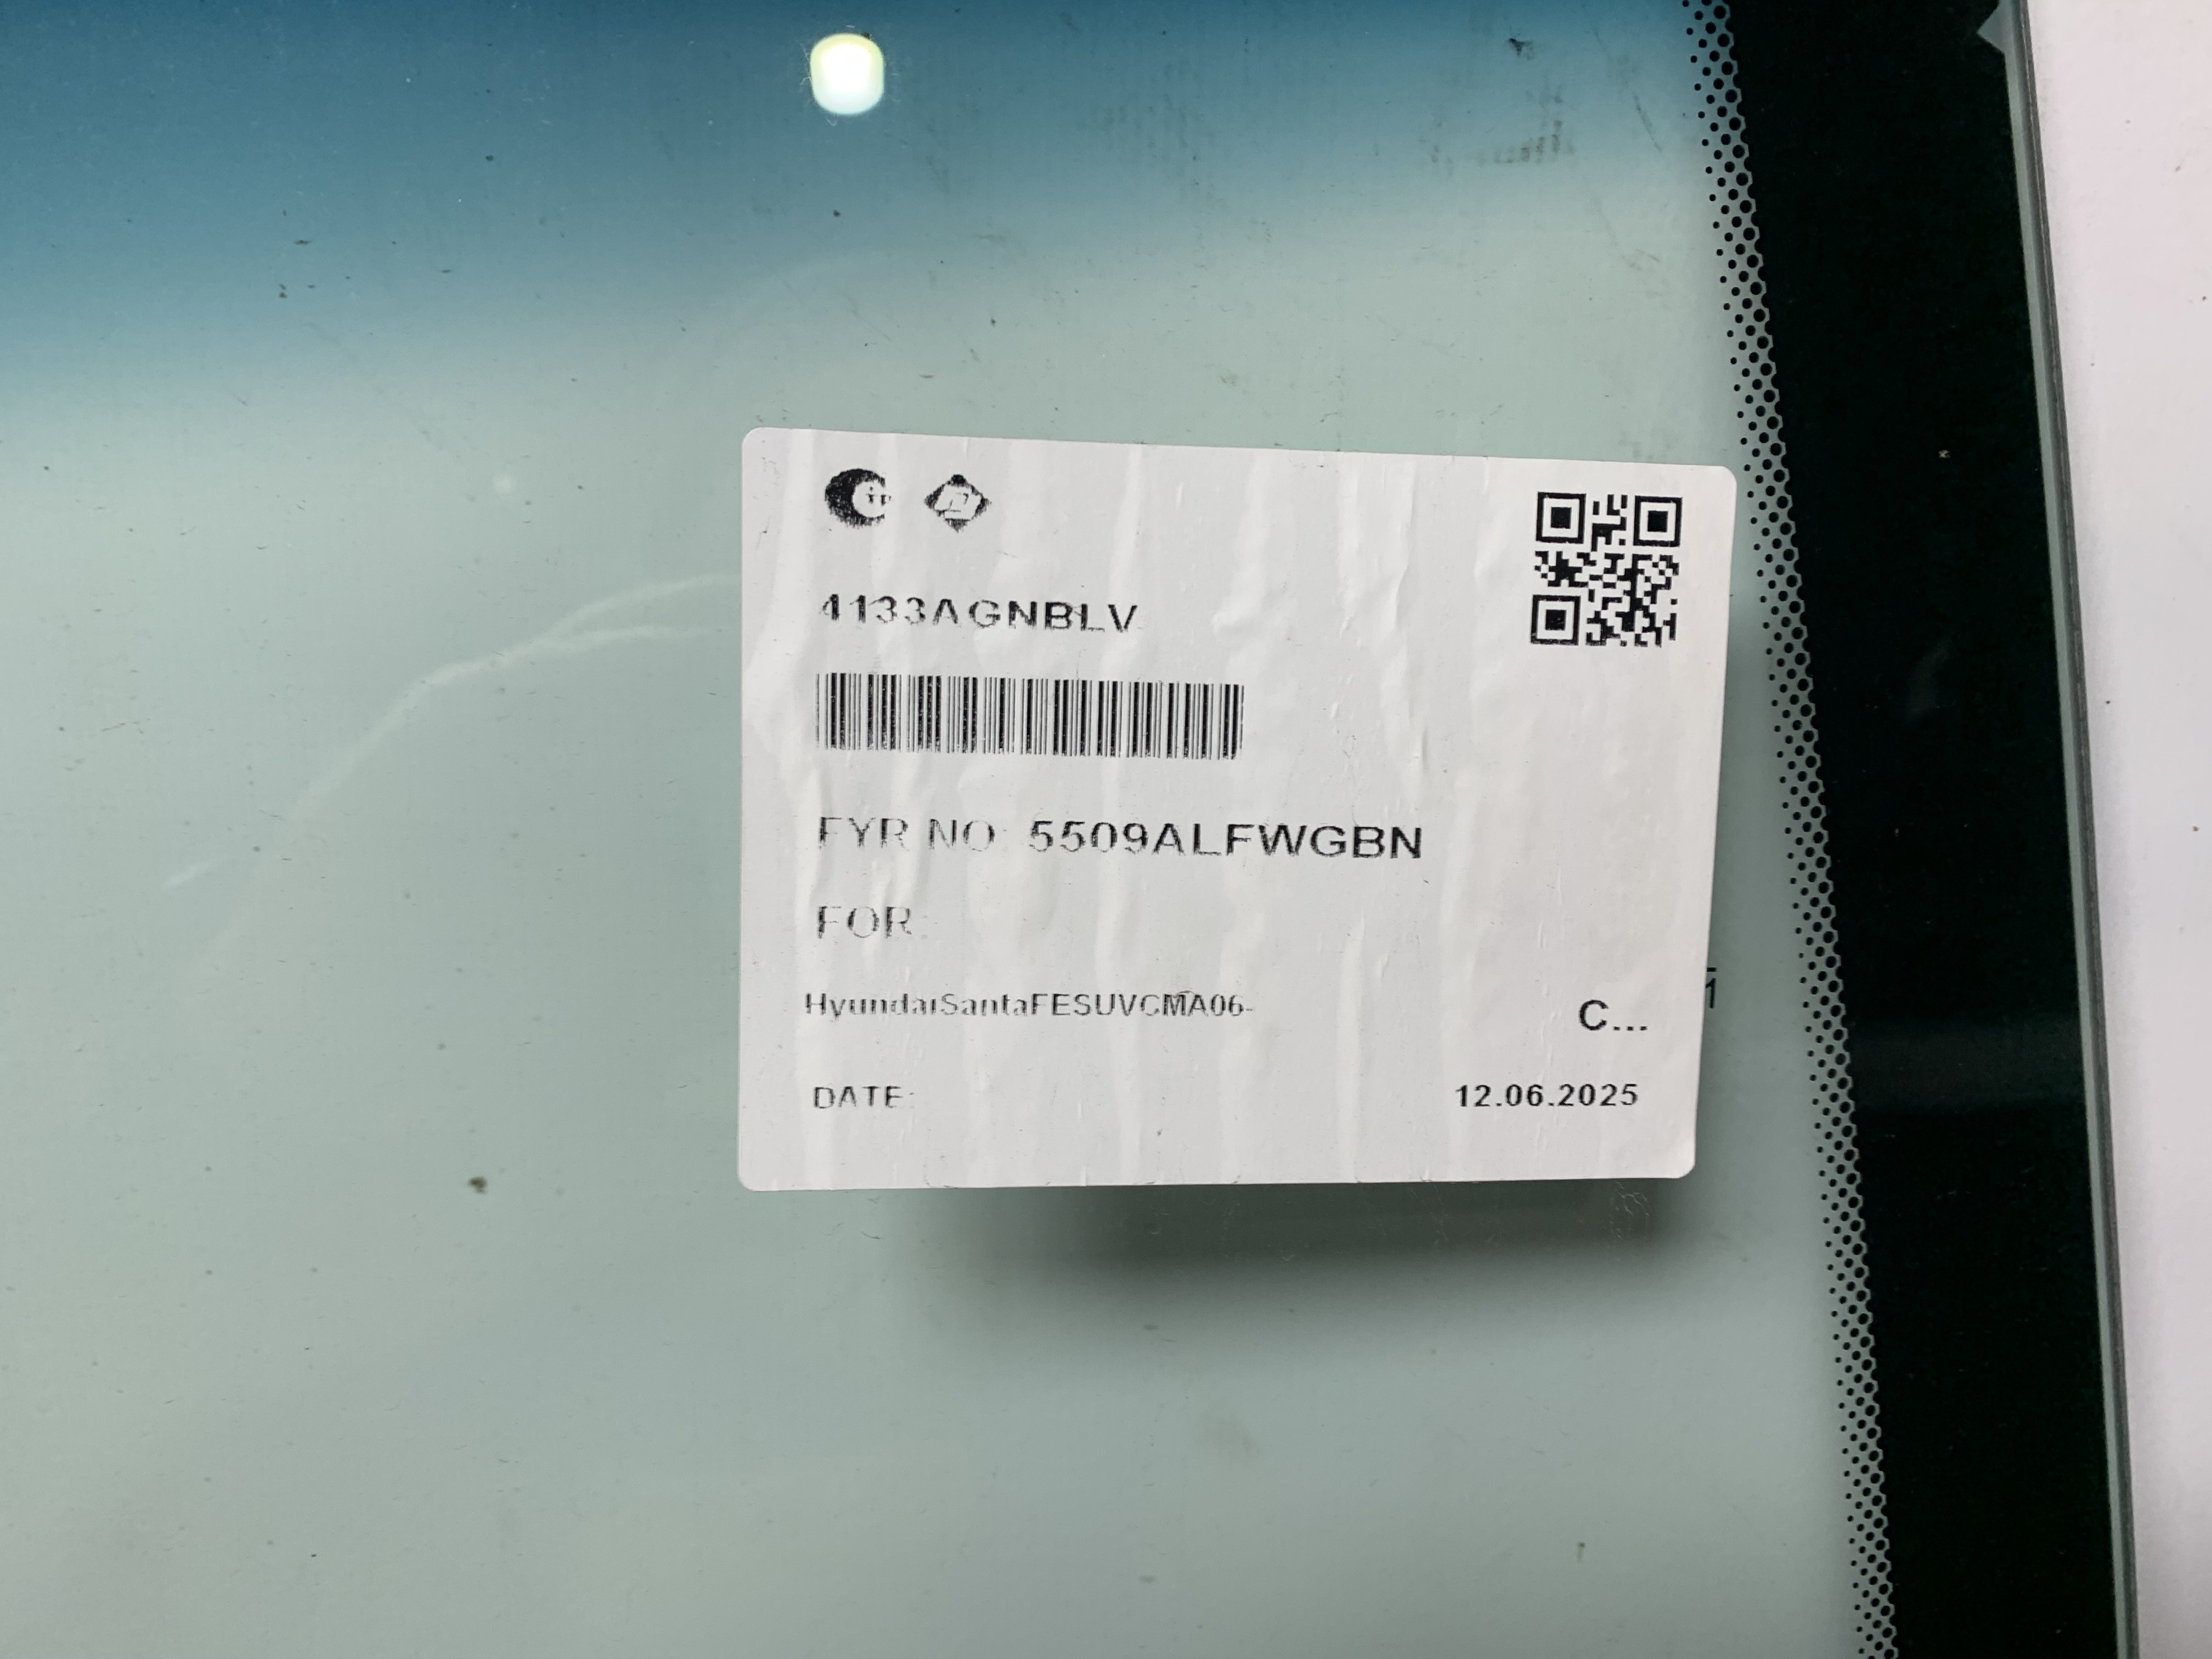 4133AGNBLV
FYR NO: 5509ALFWGBN
FOR:
HyundaiSantaFESUVCMA06-
C...
DATE:
12.06.2025